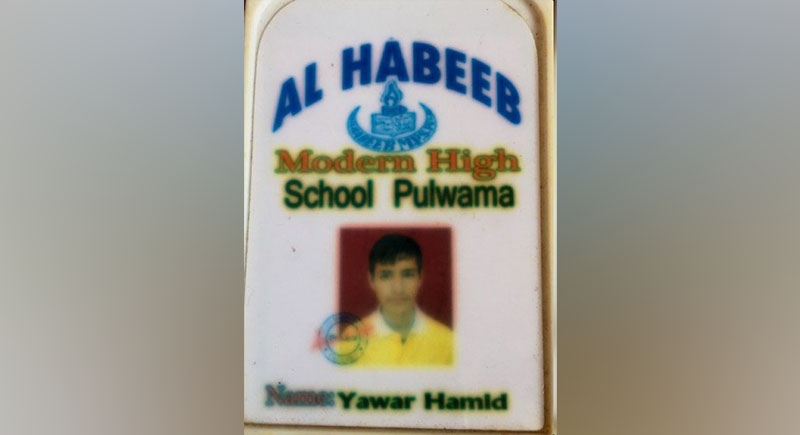 AL HABEEB
Modern High
School Pulwama
Name: Yawar Hamid